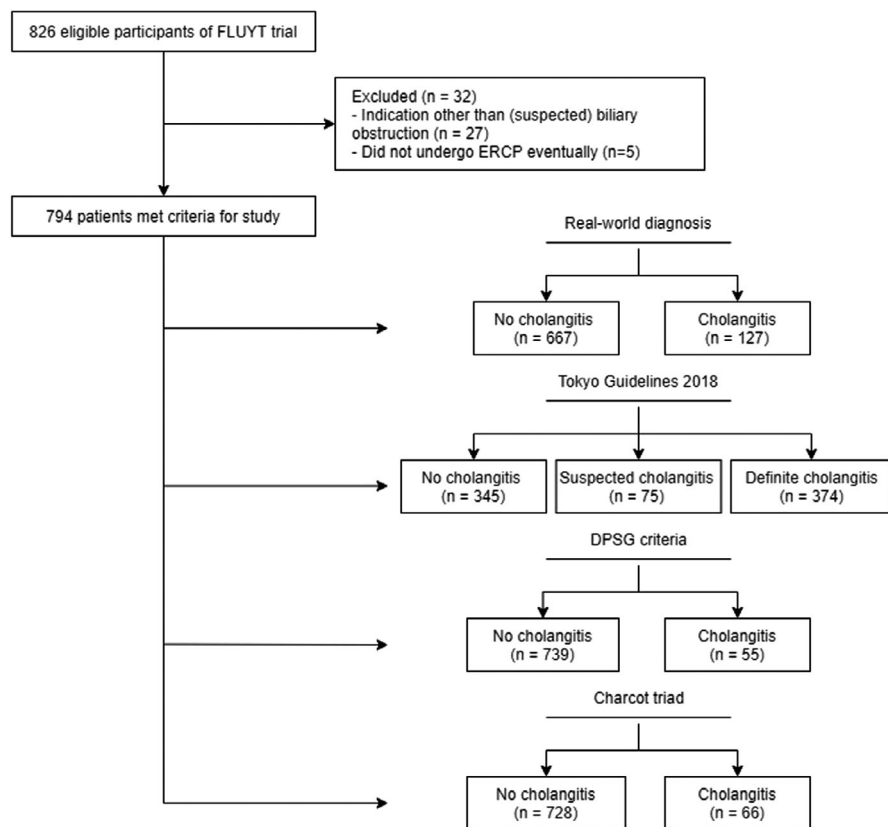 826 eligible participants of FLUYT trial
Excluded (n = 32)
- Indication other than (suspected) biliary
obstruction (n = 27)
- Did not undergo ERCP eventually (n=5)
794 patients met criteria for study
Real-world diagnosis
No cholangitis
(n = 667)
Cholangitis
(n = 127)
Tokyo Guidelines 2018
No cholangitis
(n = 345)
Suspected cholangitis
(n = 75)
Definite cholangitis
(n = 374)
DPSG criteria
No cholangitis
(n = 739)
Cholangitis
(n = 55)
Charcot triad
No cholangitis
(n = 728)
Cholangitis
(n = 66)